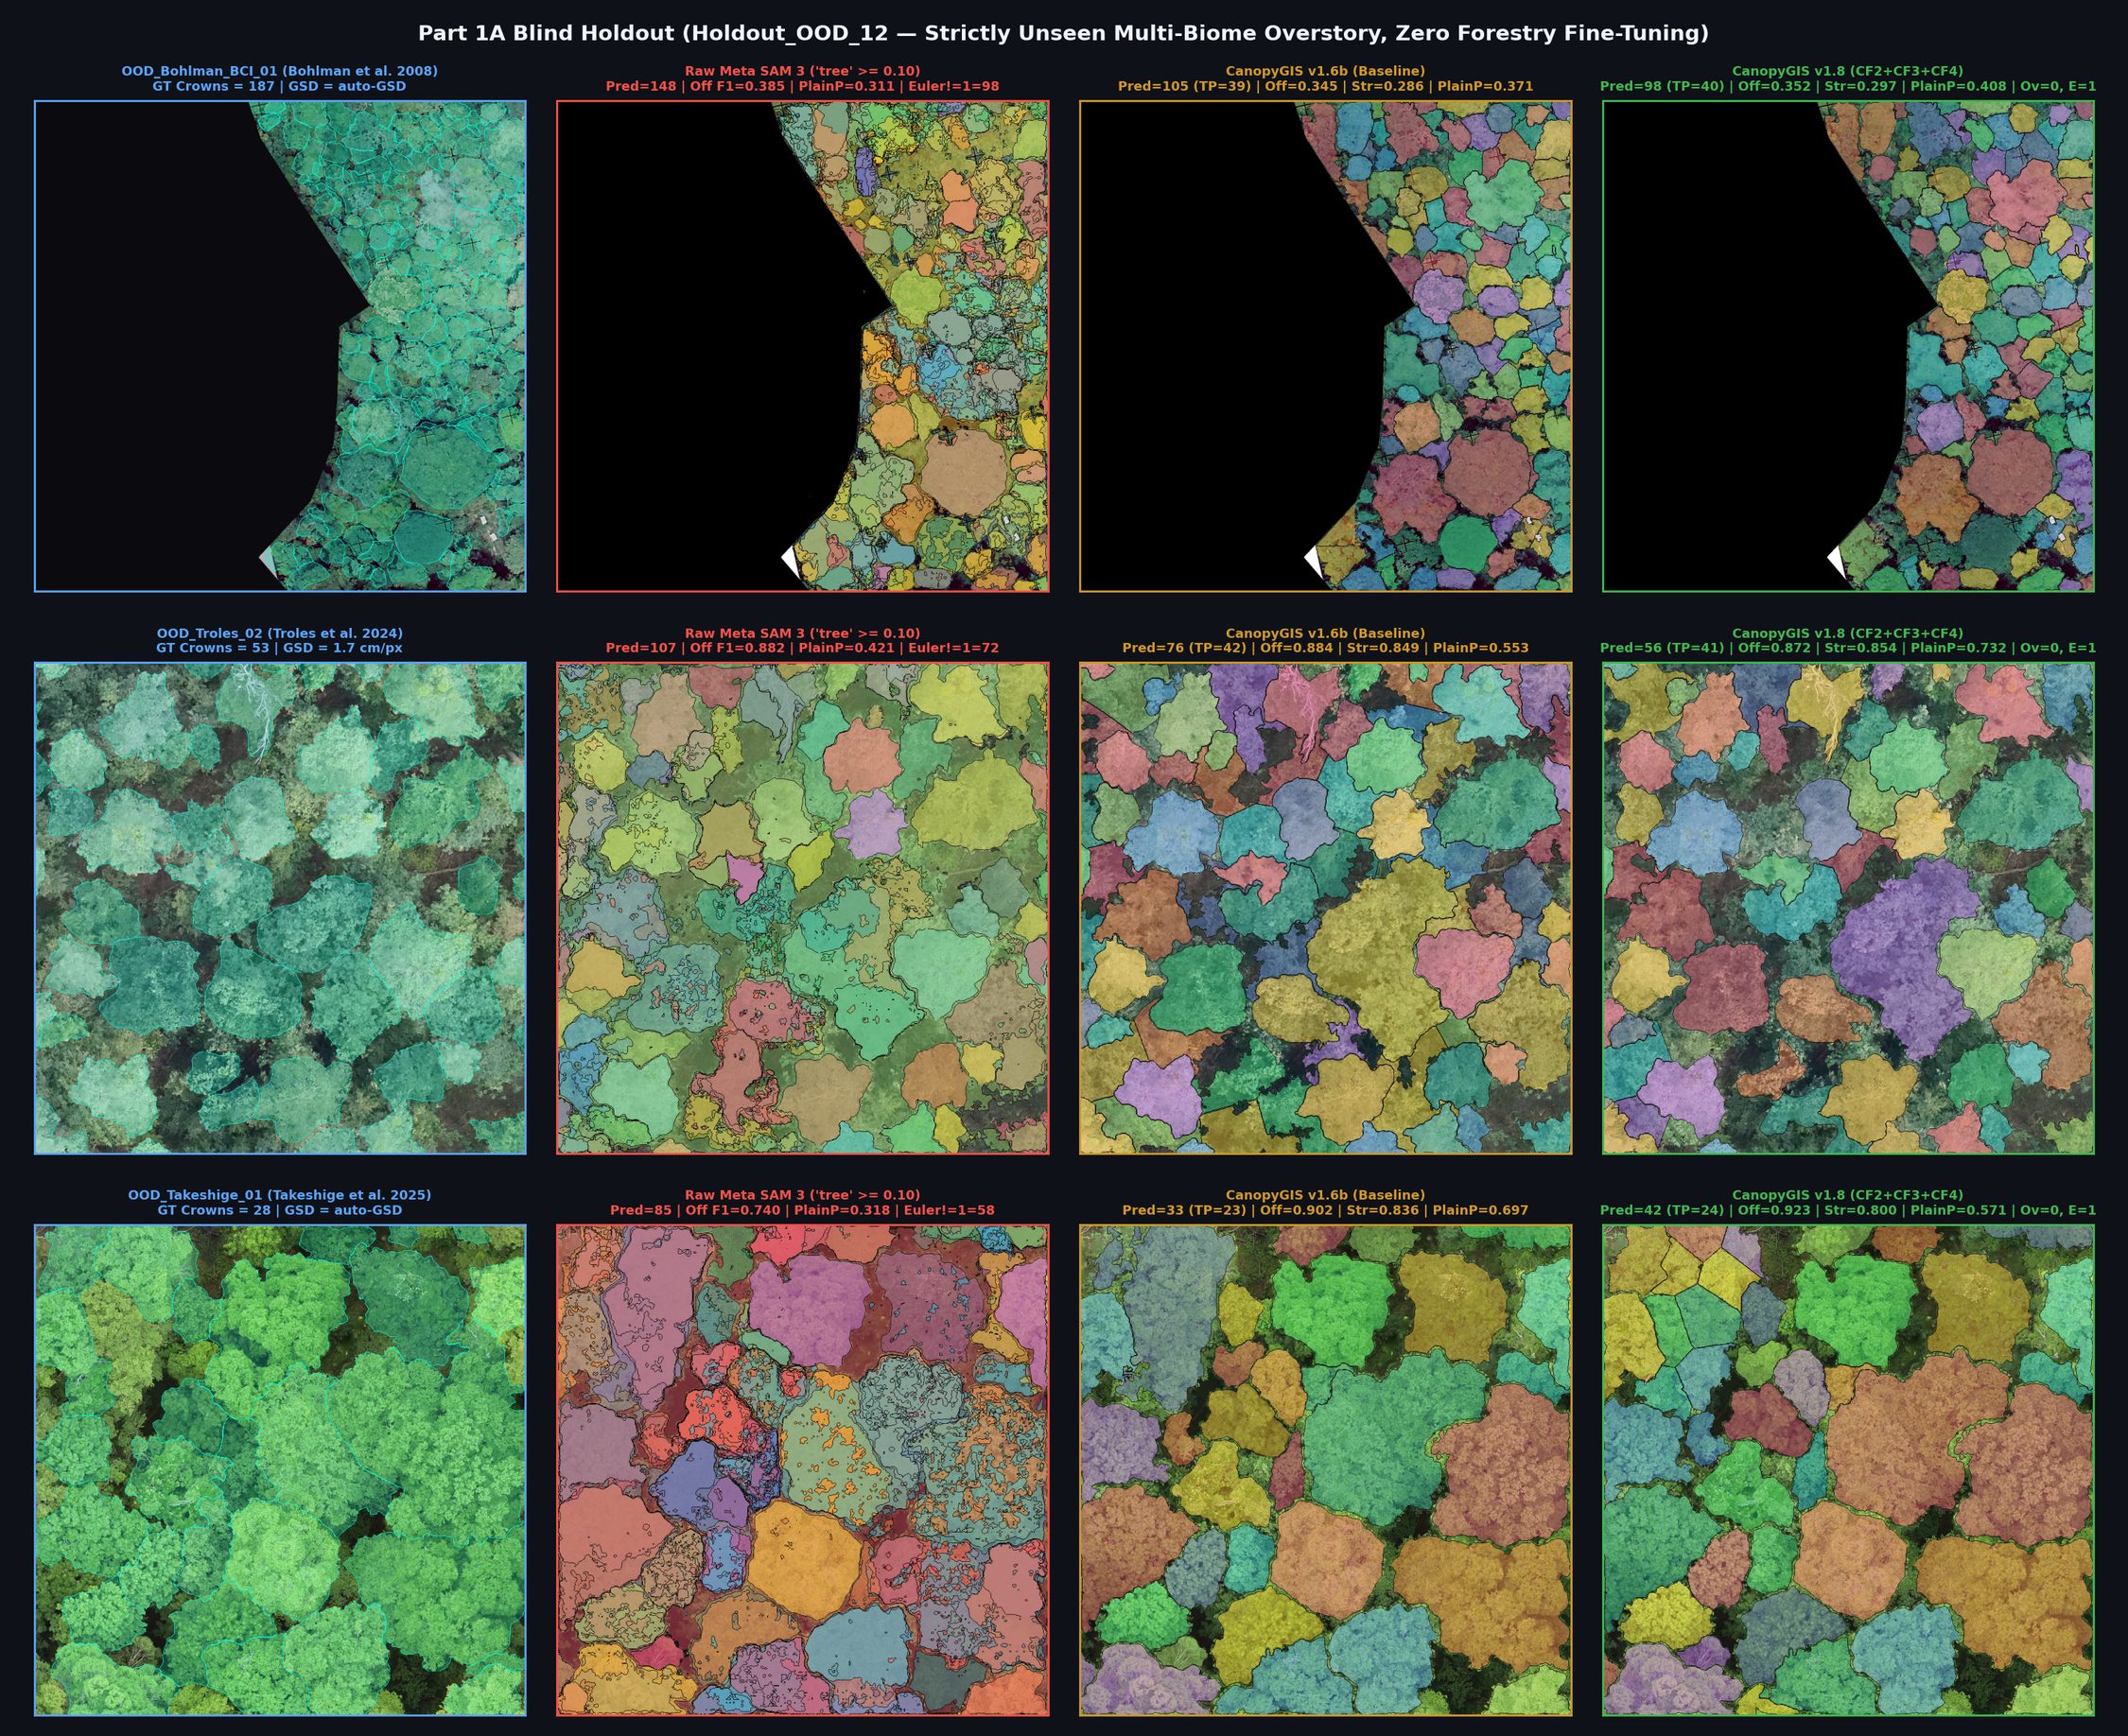 Part 1A Blind Holdout (Holdout_OOD_12 — Strictly Unseen Multi-Biome Overstory, Zero Forestry Fine-Tuning)
OOD_Bohlman_BCI_01 (Bohlman et al. 2008)
GT Crowns = 187 | GSD = auto-GSD
Raw Meta SAM 3 ('tree' >= 0.10)
Pred=148 | Off F1=0.385 | PlainP=0.311 | Euler!=1=98
CanopyGIS v1.6b (Baseline)
Pred=105 (TP=39) | Off=0.345 | Str=0.286 | PlainP=0.371
CanopyGIS v1.8 (CF2+CF3+CF4)
Pred=98 (TP=40) | Off=0.352 | Str=0.297 | PlainP=0.408 | Ov=0, E=1
OOD_Troles_02 (Troles et al. 2024)
GT Crowns = 53 | GSD = 1.7 cm/px
Raw Meta SAM 3 ('tree' >= 0.10)
Pred=107 | Off F1=0.882 | PlainP=0.421 | Euler!=1=72
CanopyGIS v1.6b (Baseline)
Pred=76 (TP=42) | Off=0.884 | Str=0.849 | PlainP=0.553
CanopyGIS v1.8 (CF2+CF3+CF4)
Pred=56 (TP=41) | Off=0.872 | Str=0.854 | PlainP=0.732 | Ov=0, E=1
OOD_Takeshige_01 (Takeshige et al. 2025)
GT Crowns = 28 | GSD = auto-GSD
Raw Meta SAM 3 ('tree' >= 0.10)
Pred=85 | Off F1=0.740 | PlainP=0.318 | Euler!=1=58
CanopyGIS v1.6b (Baseline)
Pred=33 (TP=23) | Off=0.902 | Str=0.836 | PlainP=0.697
CanopyGIS v1.8 (CF2+CF3+CF4)
Pred=42 (TP=24) | Off=0.923 | Str=0.800 | PlainP=0.571 | Ov=0, E=1